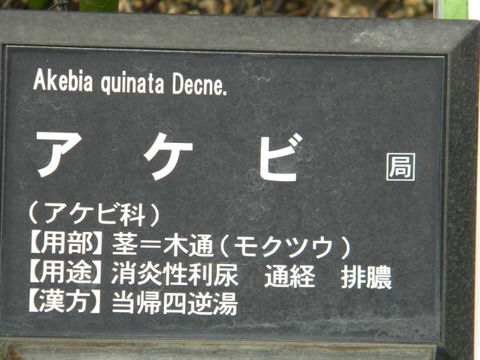 Akebia quinata Decne.
アケビ 局
(アケビ科)
【用部】茎=木通(モクツウ)
【用途】消炎性利尿 通経 排膿
【漢方】当帰四逆湯